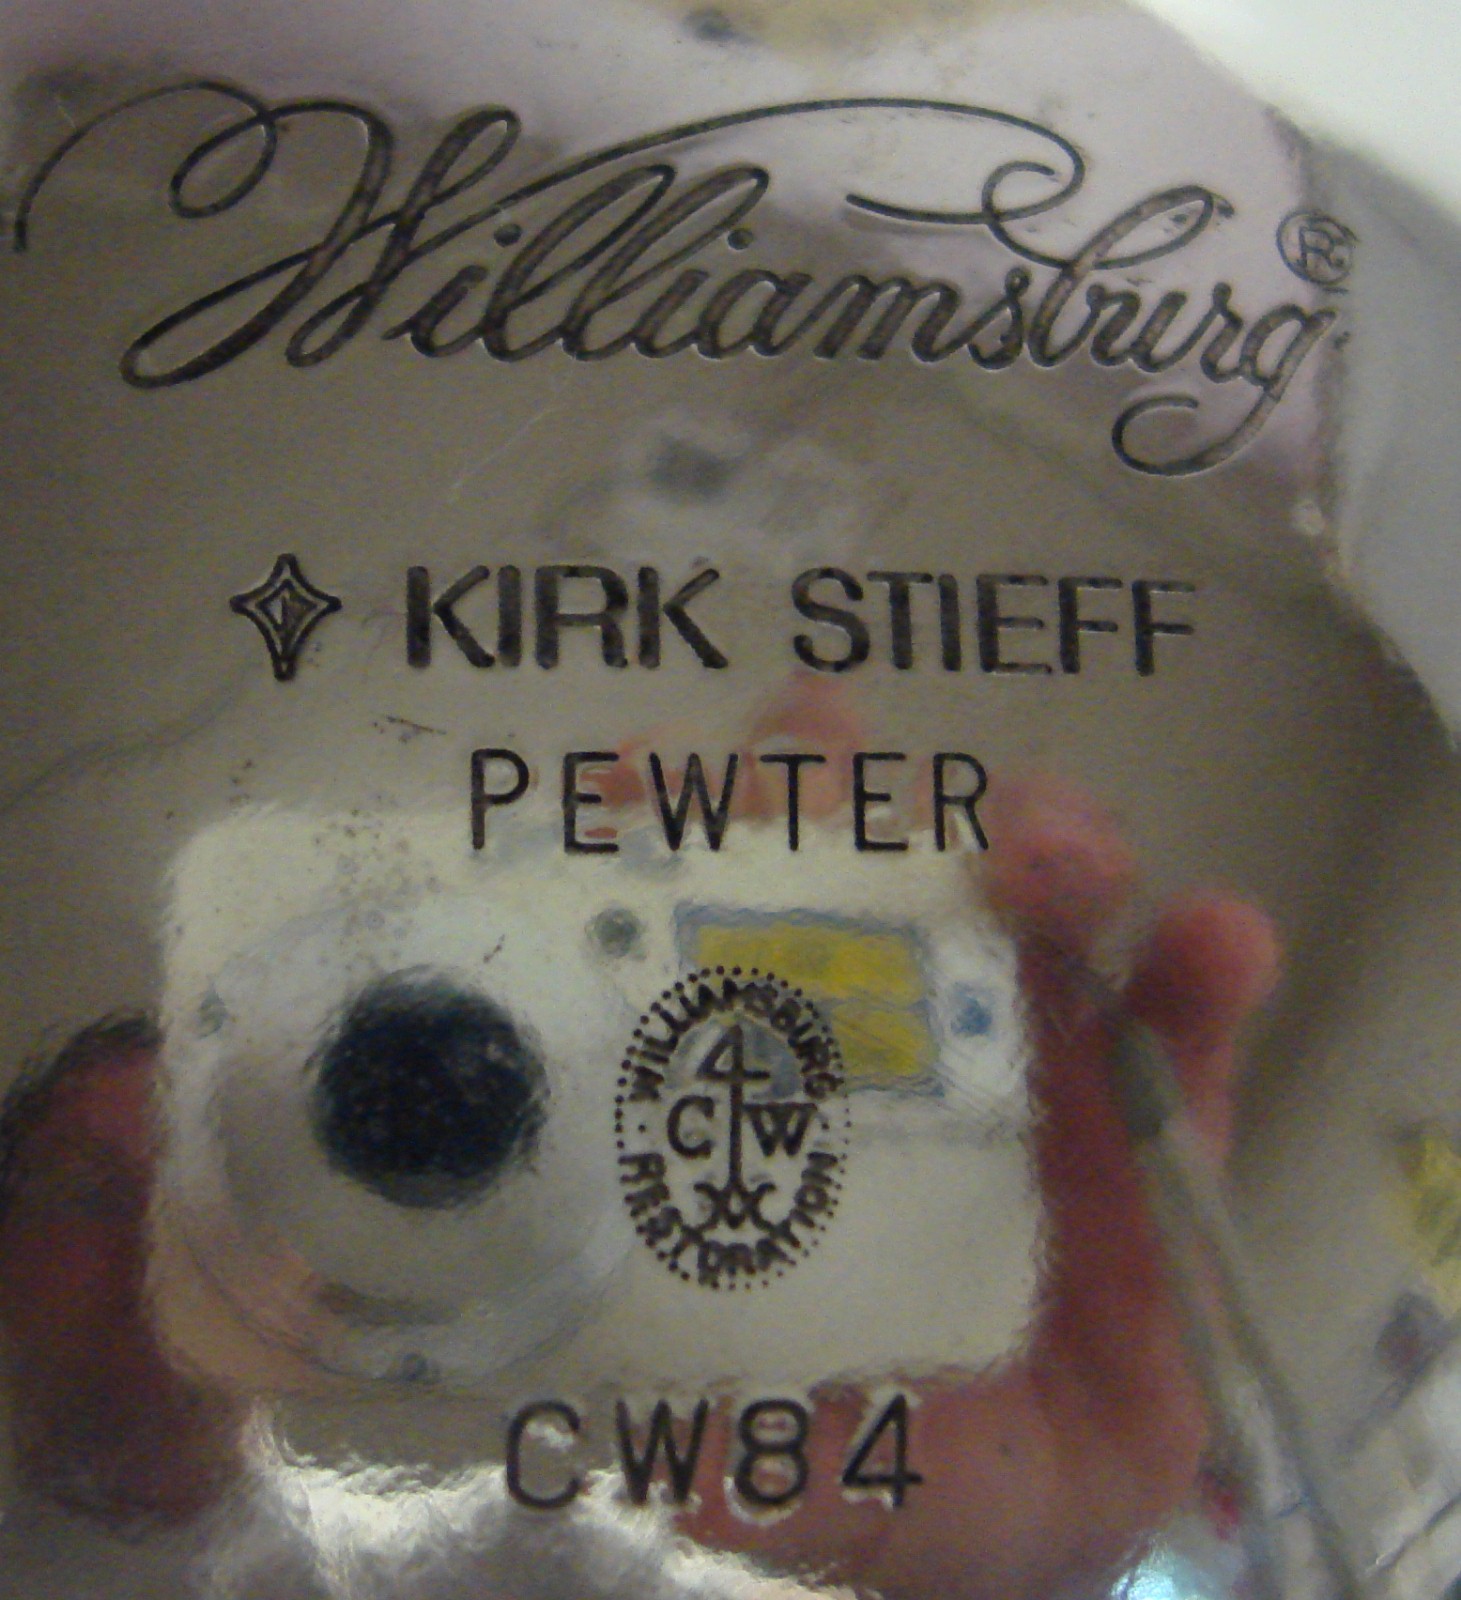 Williamsburg®
KIRK STIEFF
PEWTER
WILLIAMSBURG
4
C W
RESTORATION
CW84